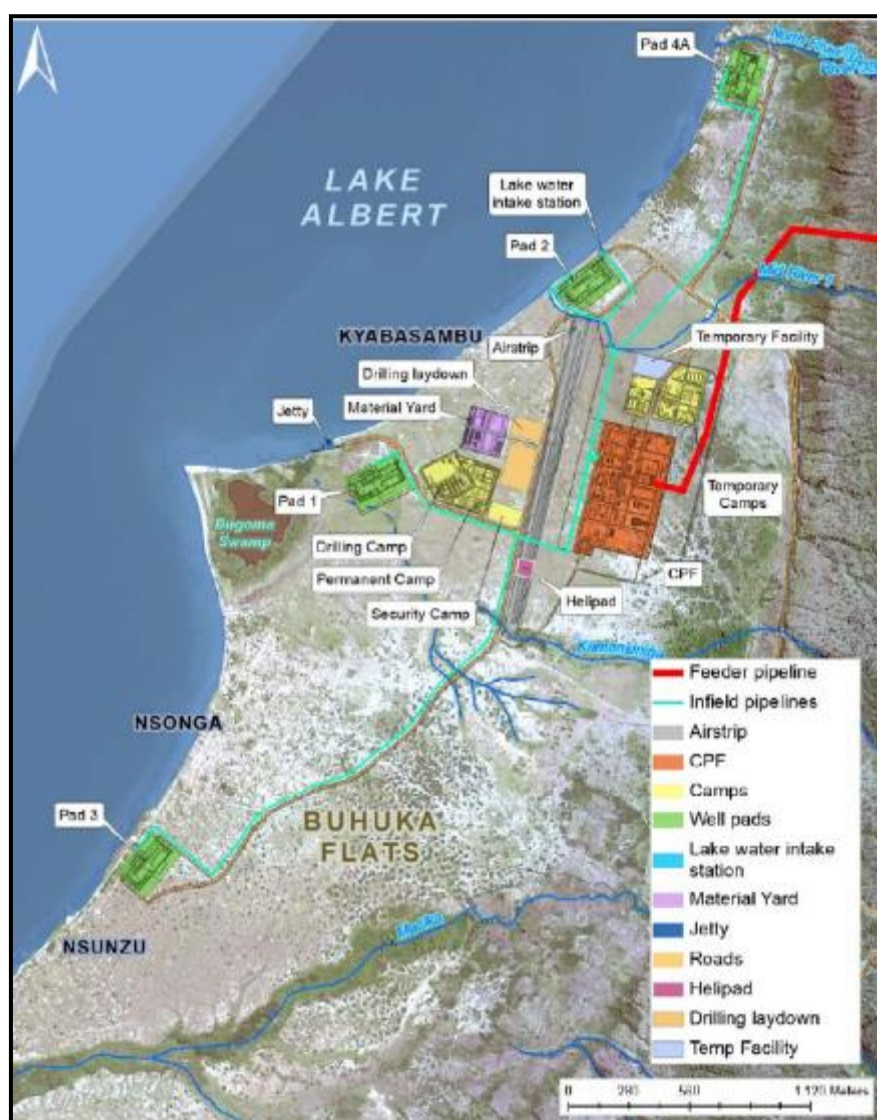 Pad 4A
LAKE
ALBERT
Lake water
intake station
Pad 2
Mid River 1
KYABASAMBU
Airstrip
Temporary Facility
Drilling laydown
Material Yard
Jetty
Pad 1
Bugoma
Swamp
Temporary
Camps
Drilling Camp
Permanent Camp
CPF
Security Camp
Helipad
NSONGA
Pad 3
BUHUKA
FLATS
NSUNZU
Feeder pipeline
Infield pipelines
Airstrip
CPF
Camps
Well pads
Lake water intake
station
Material Yard
Jetty
Roads
Helipad
Drilling laydown
Temp Facility
0 280 560 1 120 Meters